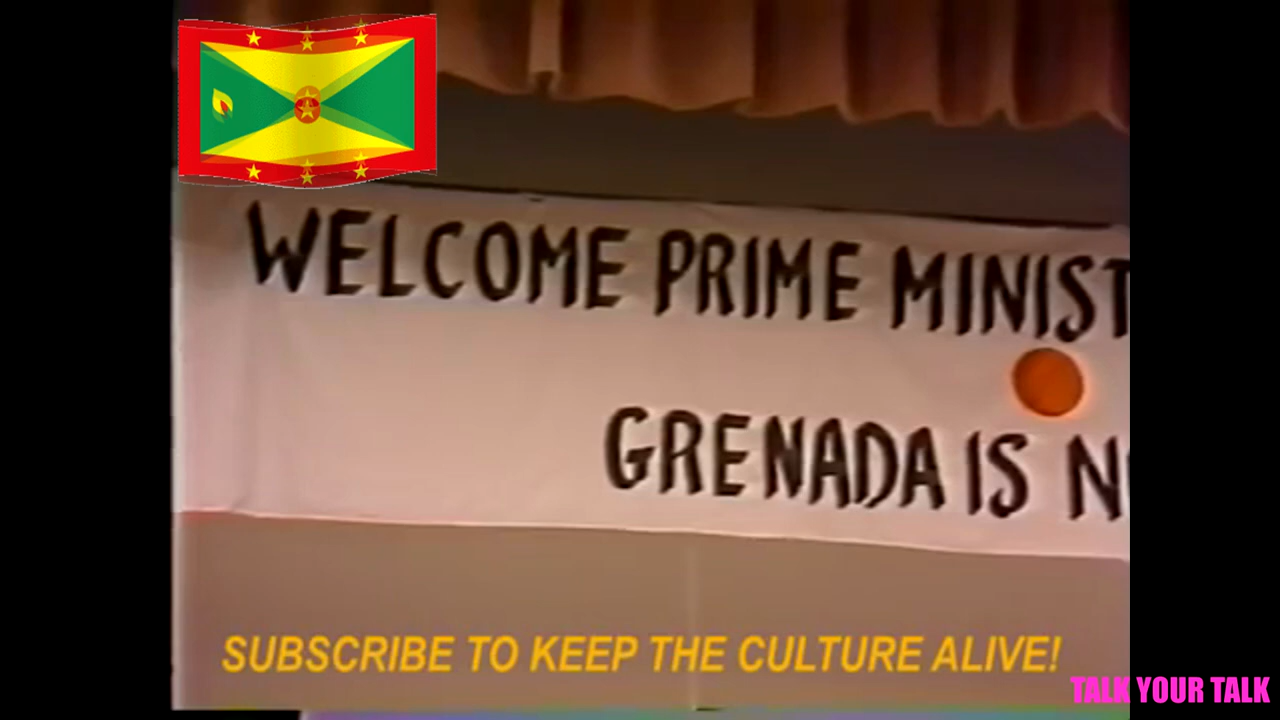 WELCOME PRIME MINIST
GRENADA IS N
SUBSCRIBE TO KEEP THE CULTURE ALIVE!
TALK YOUR TALK